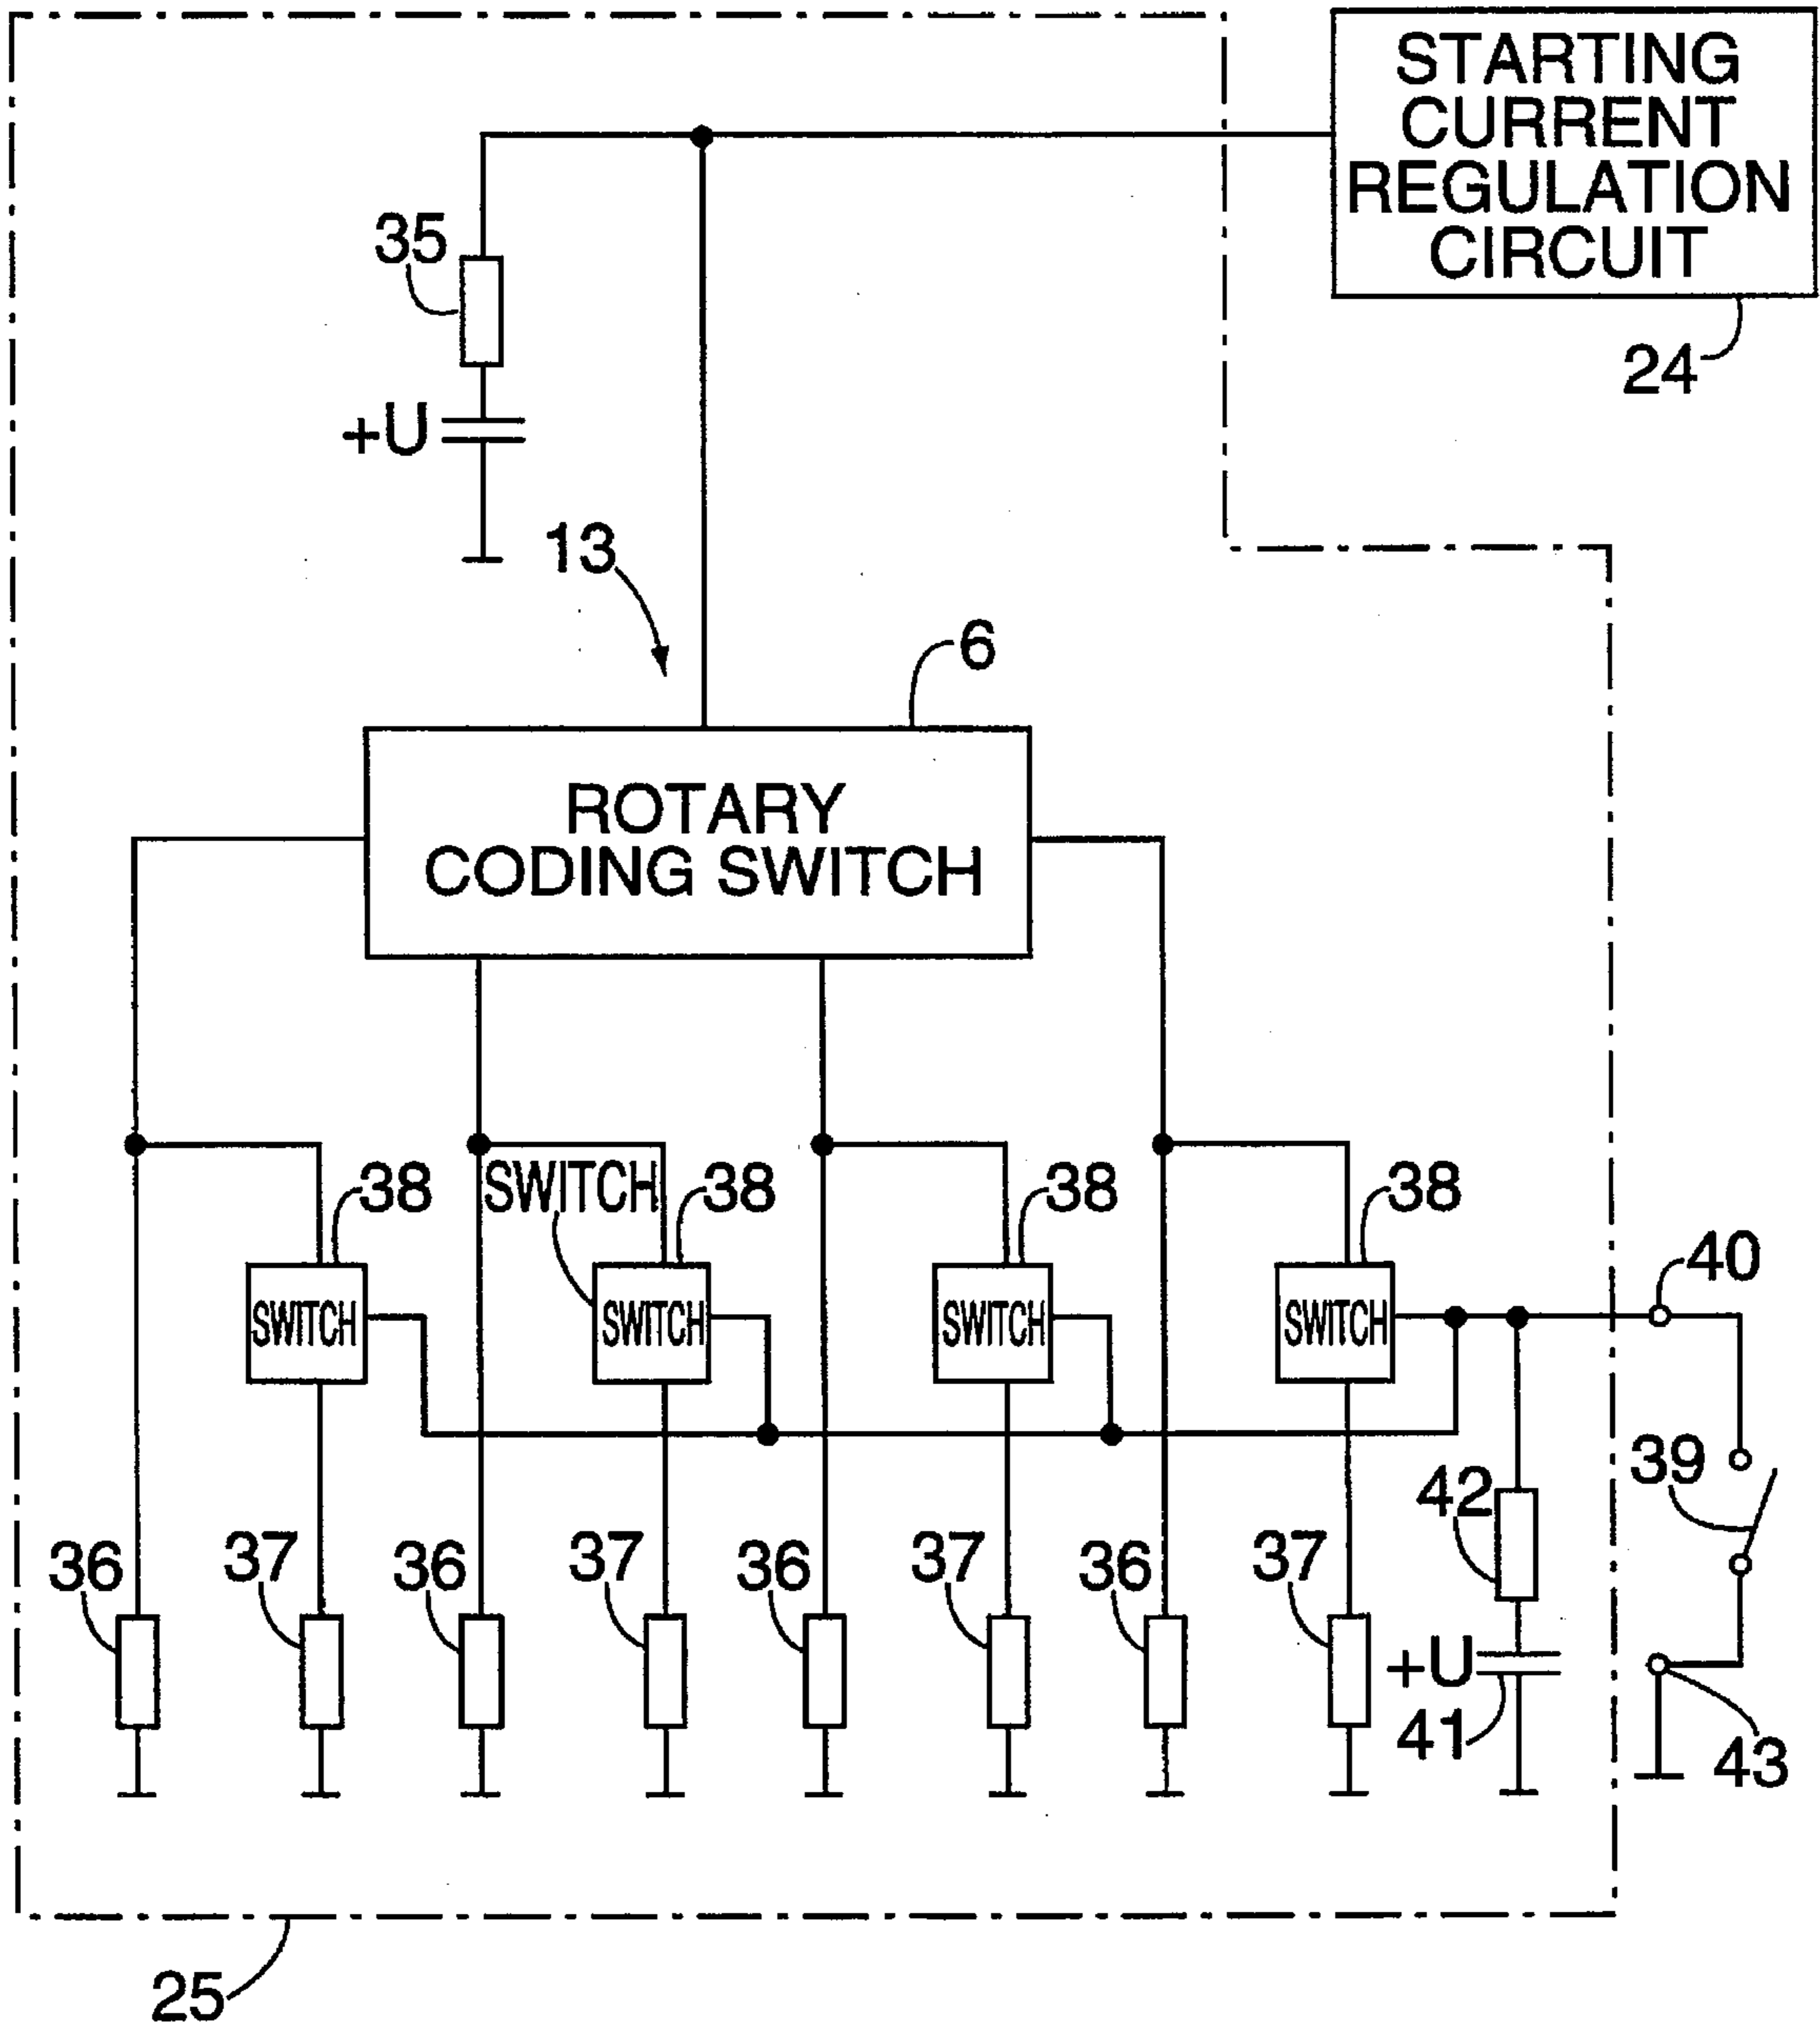 STARTING
CURRENT
REGULATION
CIRCUIT
24
35
+U
13
6
ROTARY
CODING SWITCH
38
SWITCH
38
38
38
40
SWITCH
SWITCH
SWITCH
SWITCH
39
42
36
37
36
37
36
37
36
37
+U
41
43
25